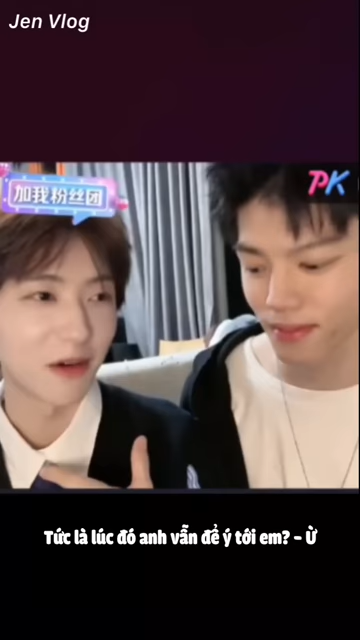 Jen Vlog
加我粉丝团
PK
Tức là lúc đó anh vẫn để ý tới em? - Ừ